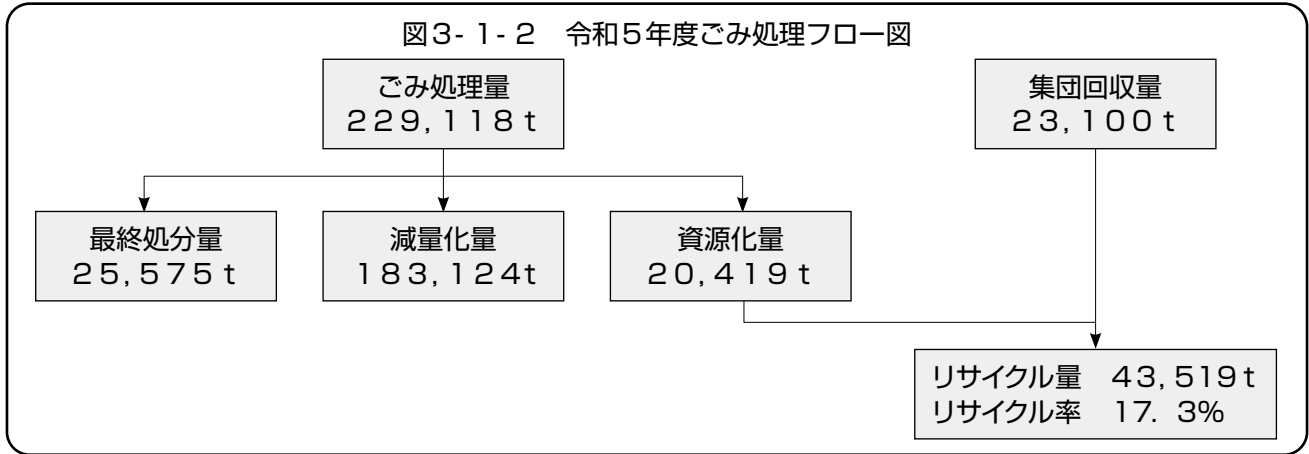 図3-1-2 令和5年度ごみ処理フロー図
ごみ処理量
229,118t
集団回収量
23,100t
最終処分量
25,575t
減量化量
183,124t
資源化量
20,419t
リサイクル量 43,519t
リサイクル率 17.3%